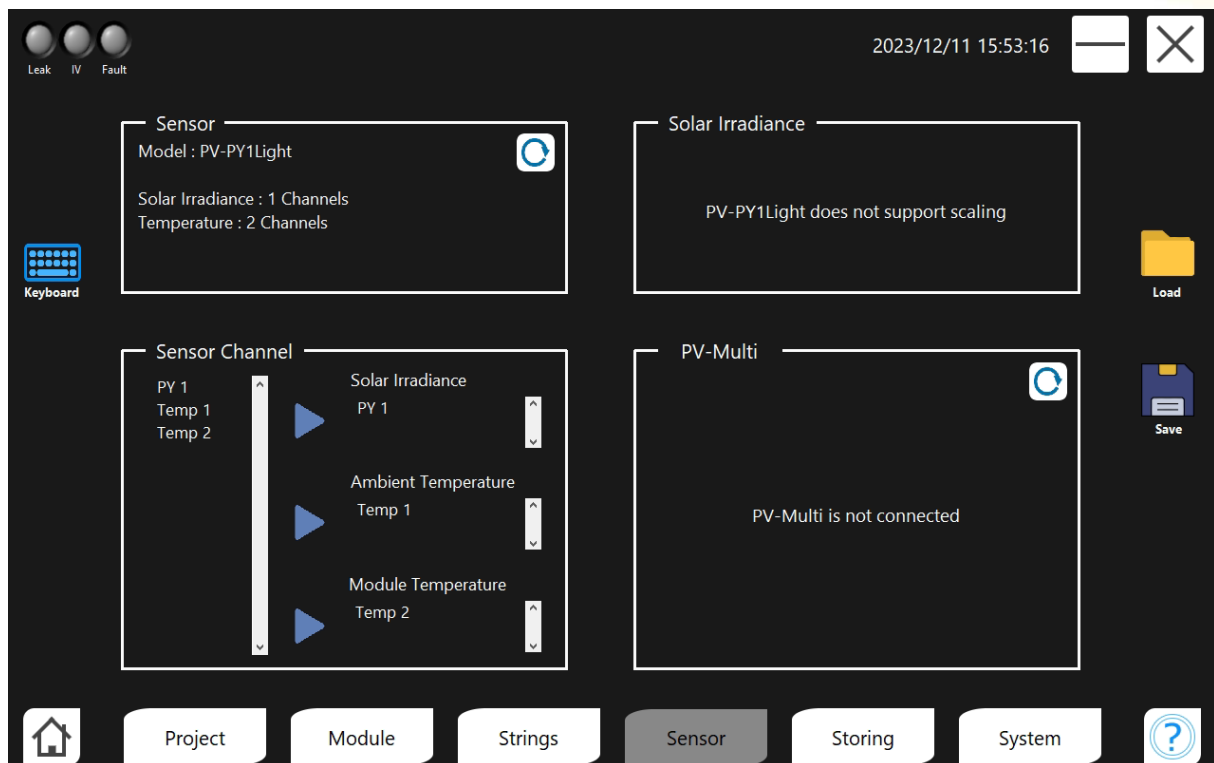 2023/12/11 15:53:16
Leak IV Fault
Sensor
Model : PV-PY1Light
Solar Irradiance : 1 Channels
Temperature : 2 Channels
Solar Irradiance
PV-PY1Light does not support scaling
Keyboard
Load
Sensor Channel
PY 1
Temp 1
Temp 2
Solar Irradiance
PY 1
Ambient Temperature
Temp 1
Module Temperature
Temp 2
PV-Multi
PV-Multi is not connected
Save
Project Module Strings Sensor Storing System
?